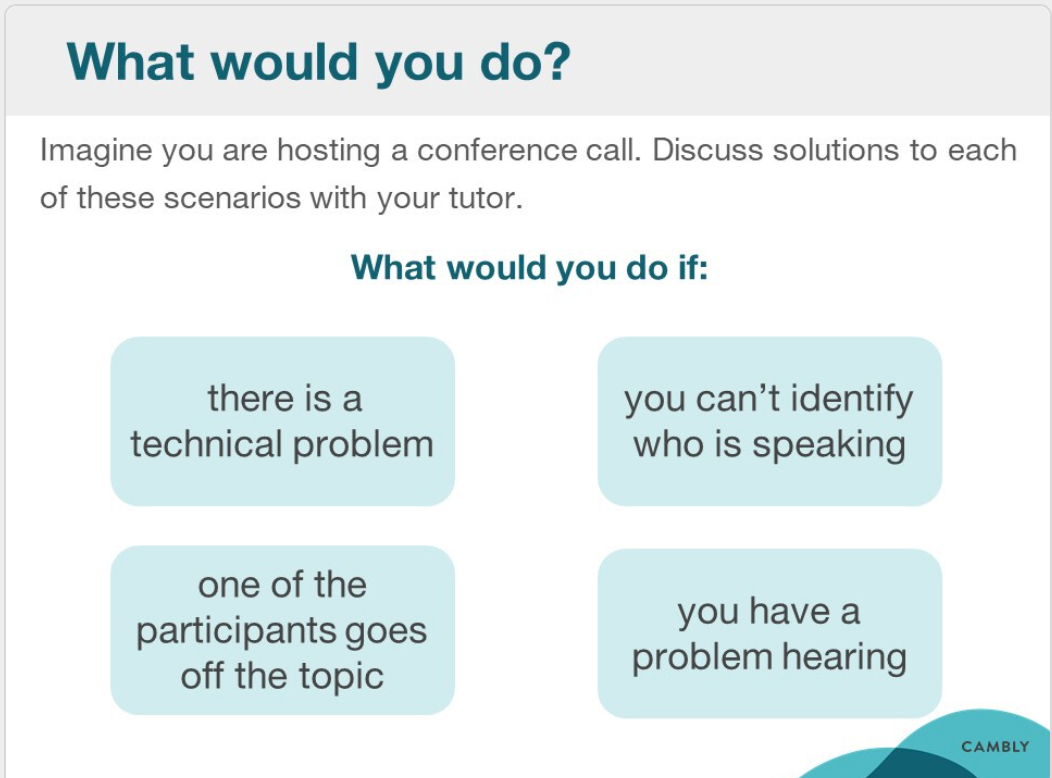 What would you do?
Imagine you are hosting a conference call. Discuss solutions to each
of these scenarios with your tutor.
What would you do if:
there is a
technical problem
you can’t identify
who is speaking
one of the
participants goes
off the topic
you have a
problem hearing
CAMBLY